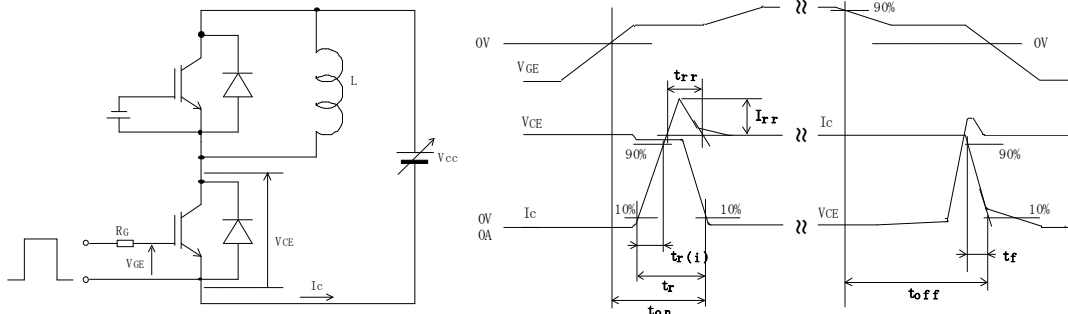 L
Vcc
RG
VGE
VCE
Ic
0V
VGE
VCE
Ic
0V
0A
trr
Irr
90%
10%
10%
tr(i)
tr
ton
90%
0V
Ic
90%
VCE
10%
tf
toff